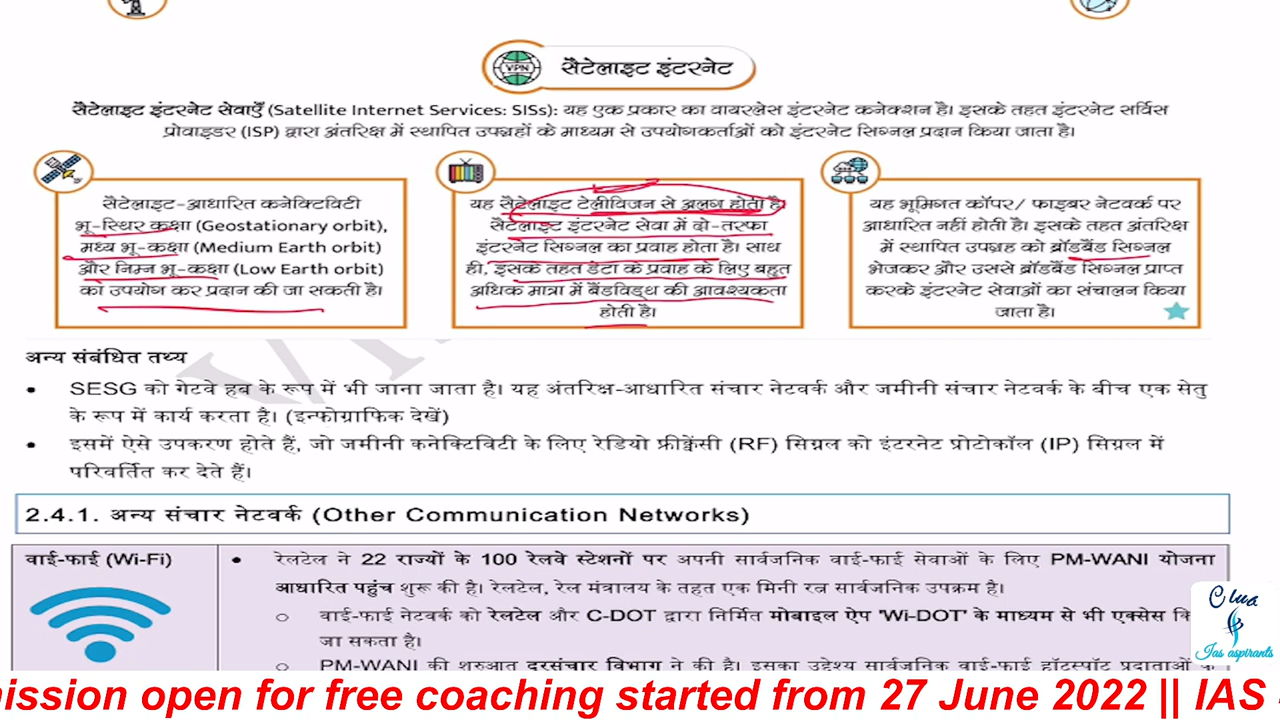 VPN
सैटेलाइट इंटरनेट
सैटेलाइट इंटरनेट सेवाएँ (Satellite Internet Services: SISs): यह एक प्रकार का वायरलेस इंटरनेट कनेक्शन है। इसके तहत इंटरनेट सर्विस
प्रोवाइडर (ISP) द्वारा अंतरिक्ष में स्थापित उपग्रहों के माध्यम से उपयोगकर्ताओं को इंटरनेट सिग्नल प्रदान किया जाता है।
सैटेलाइट-आधारित कनेक्टिविटी
भू-स्थिर कक्षा (Geostationary orbit),
मध्य भू-कक्षा (Medium Earth orbit)
और निम्न भू-कक्षा (Low Earth orbit)
का उपयोग कर प्रदान की जा सकती है।
यह सैटेलाइट टेलीविजन से अलग होती है।
सैटेलाइट इंटरनेट सेवा में दो-तरफा
इंटरनेट सिग्नल का प्रवाह होता है। साथ
ही, इसके तहत डेटा के प्रवाह के लिए बहुत
अधिक मात्रा में बैंडविड्थ की आवश्यकता
होती है।
यह भूमिगत कॉपर/ फाइबर नेटवर्क पर
आधारित नहीं होती है। इसके तहत अंतरिक्ष
में स्थापित उपग्रह को ब्रॉडबैंड सिग्नल
भेजकर और उससे ब्रॉडबैंड सिग्नल प्राप्त
करके इंटरनेट सेवाओं का संचालन किया
जाता है।
अन्य संबंधित तथ्य
• SESG को गेटवे हब के रूप में भी जाना जाता है। यह अंतरिक्ष-आधारित संचार नेटवर्क और जमीनी संचार नेटवर्क के बीच एक सेतु
के रूप में कार्य करता है। (इन्फोग्राफिक देखें)
• इसमें ऐसे उपकरण होते हैं, जो जमीनी कनेक्टिविटी के लिए रेडियो फ्रीक्वेंसी (RF) सिग्नल को इंटरनेट प्रोटोकॉल (IP) सिग्नल में
परिवर्तित कर देते हैं।
2.4.1. अन्य संचार नेटवर्क (Other Communication Networks)
वाई-फाई (Wi-Fi)
• रेलटेल ने 22 राज्यों के 100 रेलवे स्टेशनों पर अपनी सार्वजनिक वाई-फाई सेवाओं के लिए PM-WANI योजना
आधारित पहुंच शुरू की है। रेलटेल, रेल मंत्रालय के तहत एक मिनी रत्न सार्वजनिक उपक्रम है।
o वाई-फाई नेटवर्क को रेलटेल और C-DOT द्वारा निर्मित मोबाइल ऐप 'Wi-DOT' के माध्यम से भी एक्सेस
जा सकता है।
o PM-WANI की शुरुआत दूरसंचार विभाग ने की है। इसका उद्देश्य सार्वजनिक वाई-फाई हॉटस्पॉट प्रदाताओं
Ias aspirants
mission open for free coaching started from 27 June 2022 || IAS